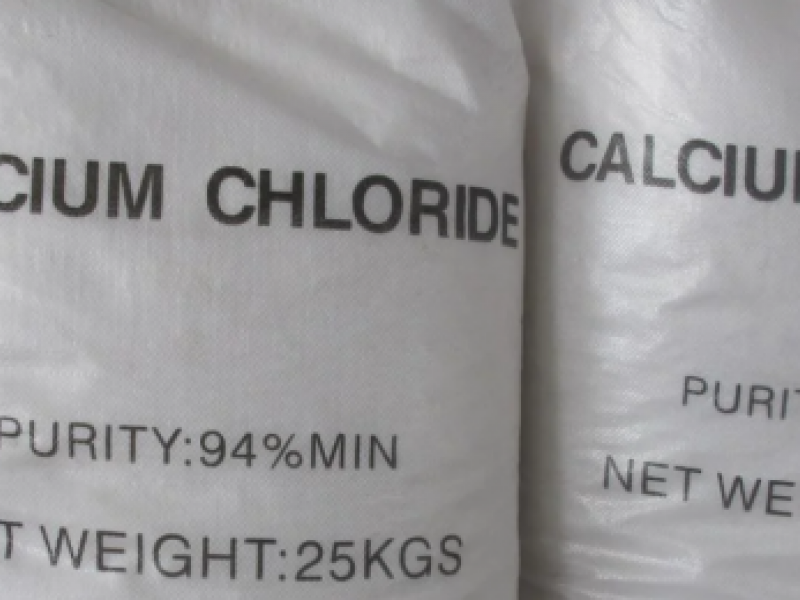 CIUM CHLORIDE
PURITY:94%MIN
T WEIGHT:25KGS
CALCIU
PURIT
NET WE